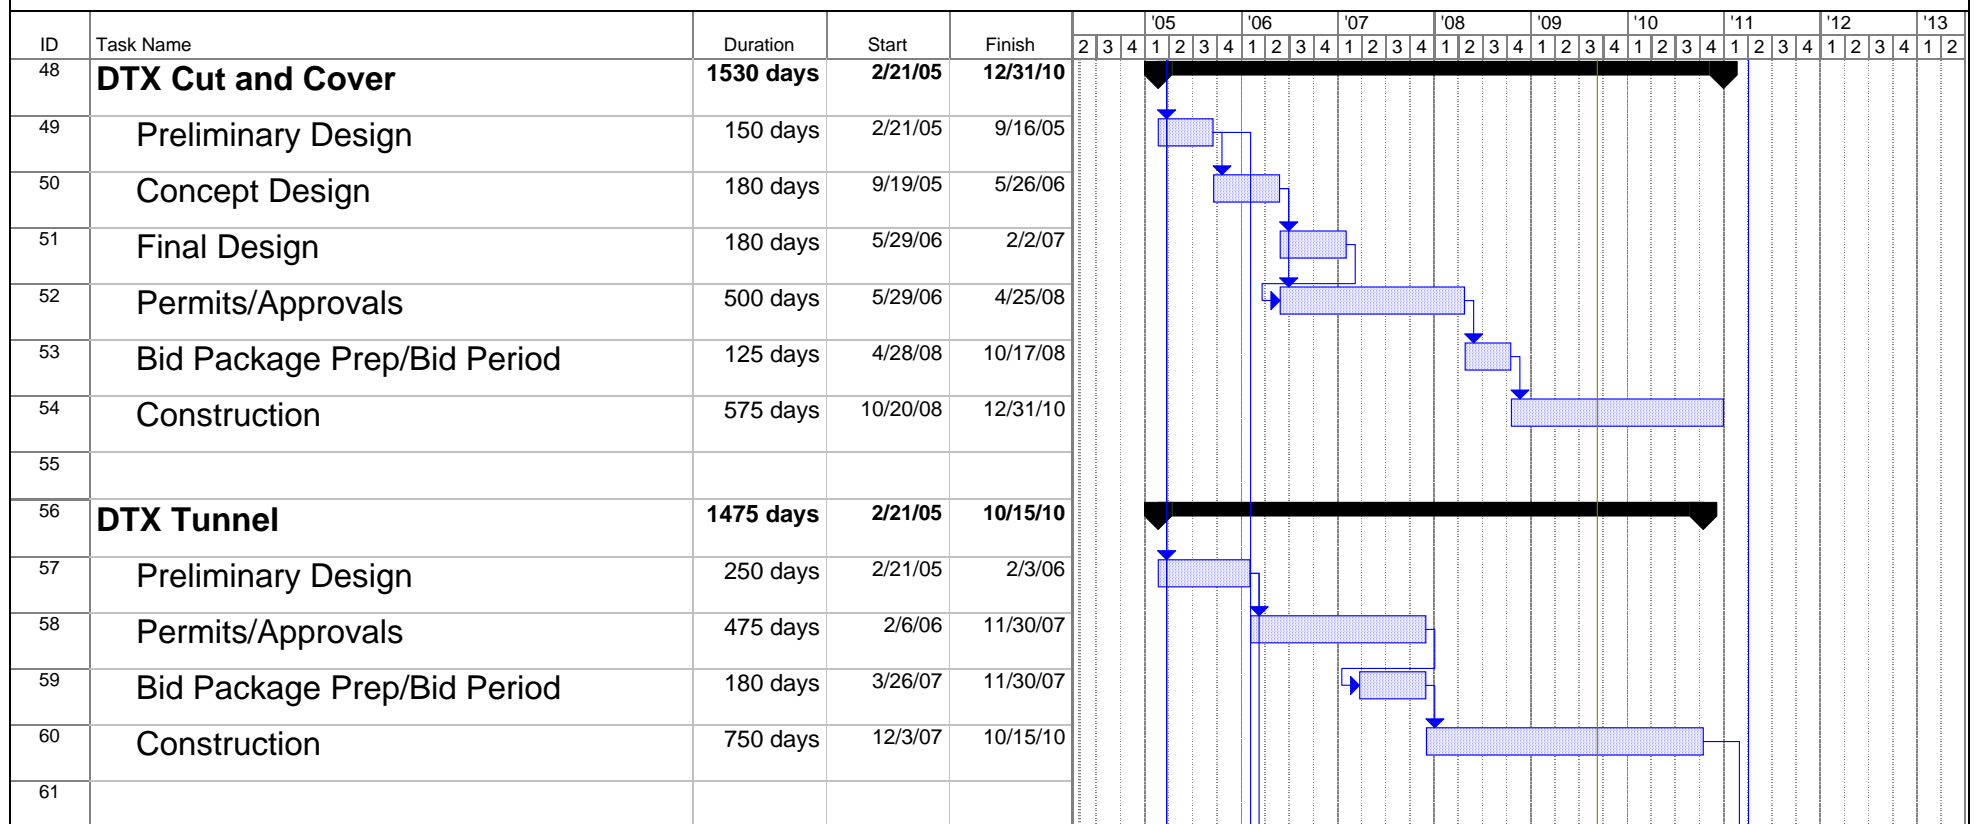 '05 '06 '07 '08 '09 '10 '11 '12 '13
ID Task Name Duration Start Finish 2 3 4 1 2 3 4 1 2 3 4 1 2 3 4 1 2 3 4 1 2 3 4 1 2 3 4 1 2 3 4 1 2 3 4 1 2
48 DTX Cut and Cover 1530 days 2/21/05 12/31/10
49 Preliminary Design 150 days 2/21/05 9/16/05
50 Concept Design 180 days 9/19/05 5/26/06
51 Final Design 180 days 5/29/06 2/2/07
52 Permits/Approvals 500 days 5/29/06 4/25/08
53 Bid Package Prep/Bid Period 125 days 4/28/08 10/17/08
54 Construction 575 days 10/20/08 12/31/10
55
56 DTX Tunnel 1475 days 2/21/05 10/15/10
57 Preliminary Design 250 days 2/21/05 2/3/06
58 Permits/Approvals 475 days 2/6/06 11/30/07
59 Bid Package Prep/Bid Period 180 days 3/26/07 11/30/07
60 Construction 750 days 12/3/07 10/15/10
61